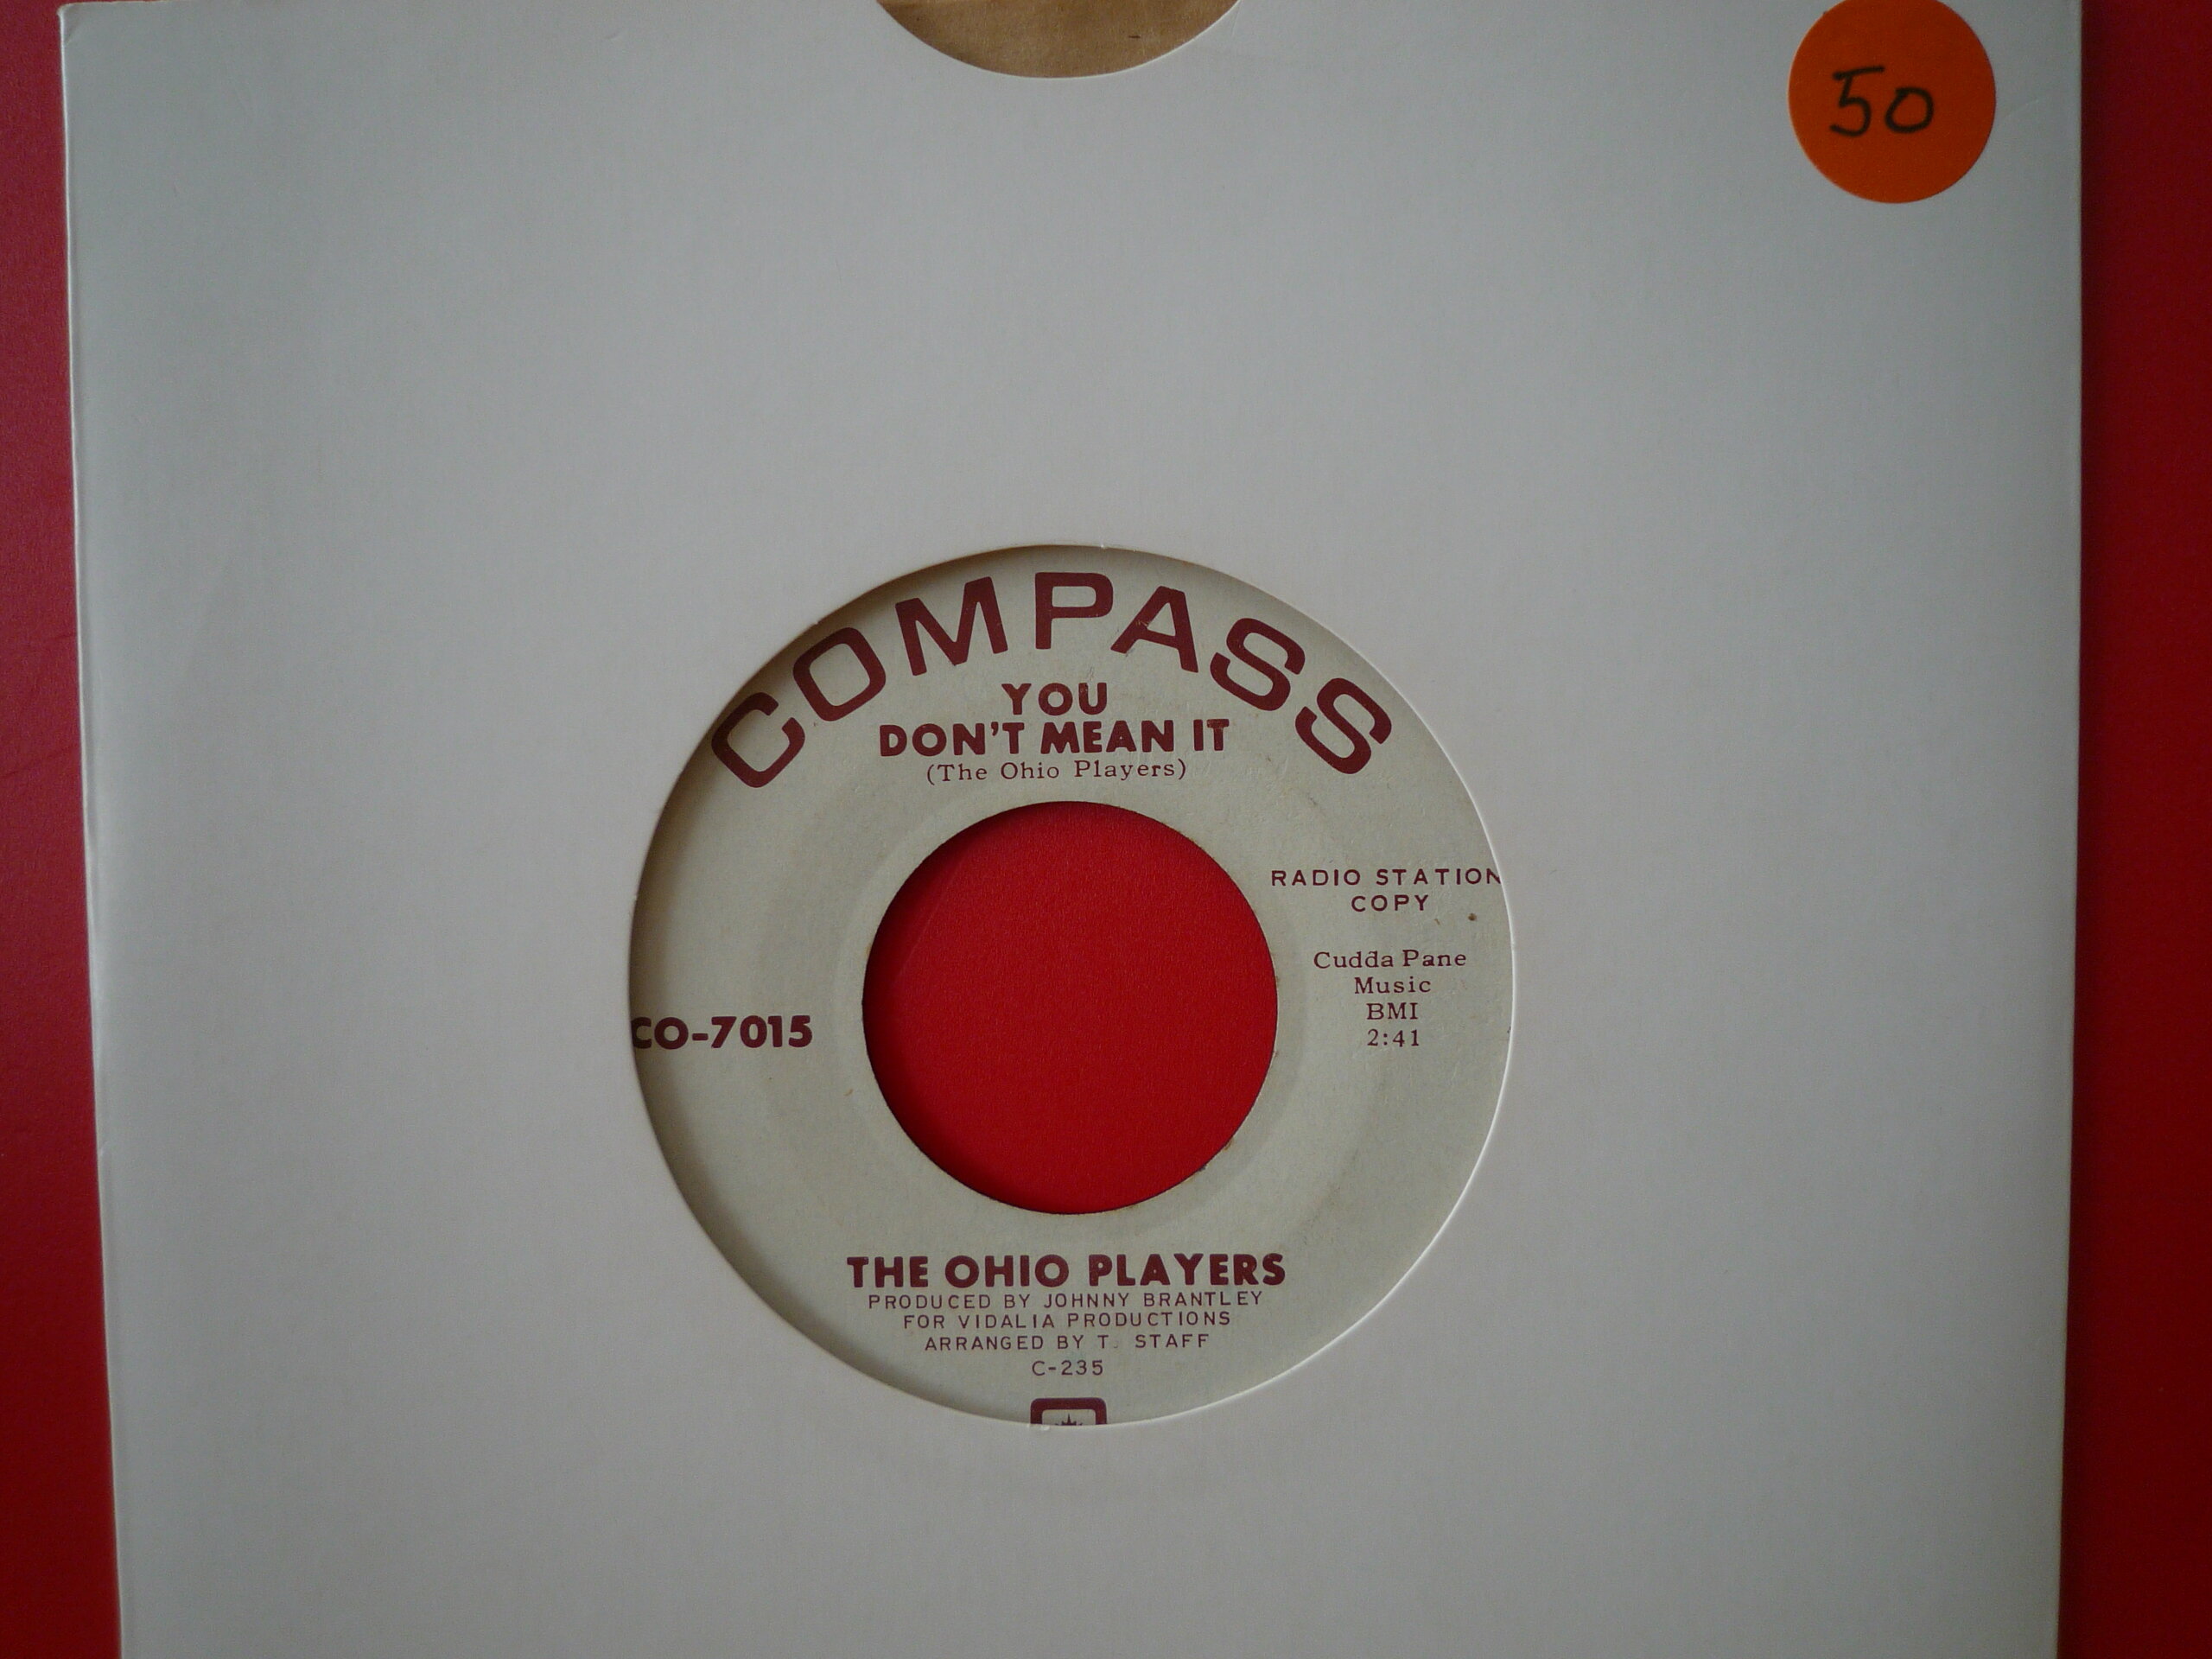 50
COMPASS
YOU
DON'T MEAN IT
(The Ohio Players)
RADIO STATION
COPY
Cudda Pane
Music
BMI
2:41
CO-7015
THE OHIO PLAYERS
PRODUCED BY JOHNNY BRANTLEY
FOR VIDALIA PRODUCTIONS
ARRANGED BY T. STAFF
C-235